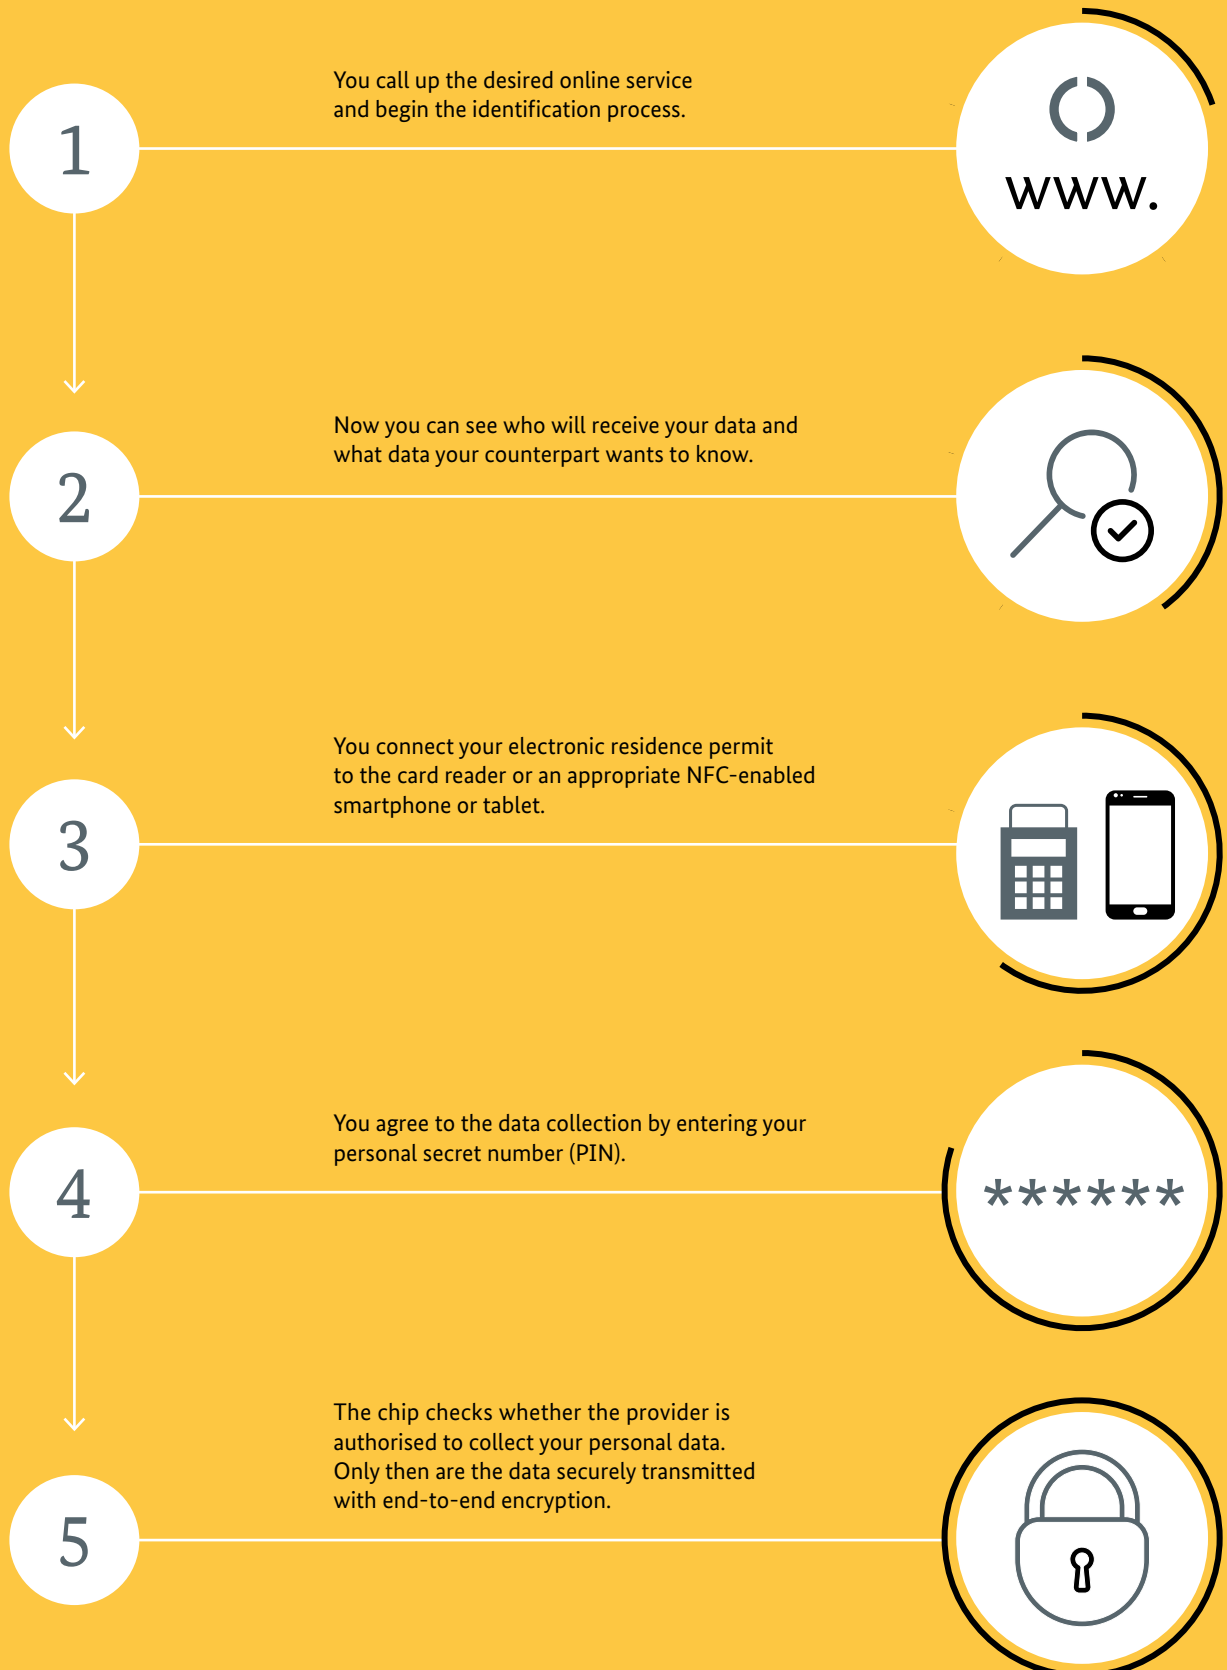 1
You call up the desired online service
and begin the identification process.
www.
2
Now you can see who will receive your data and
what data your counterpart wants to know.
3
You connect your electronic residence permit
to the card reader or an appropriate NFC-enabled
smartphone or tablet.
4
You agree to the data collection by entering your
personal secret number (PIN).
******
5
The chip checks whether the provider is
authorised to collect your personal data.
Only then are the data securely transmitted
with end-to-end encryption.